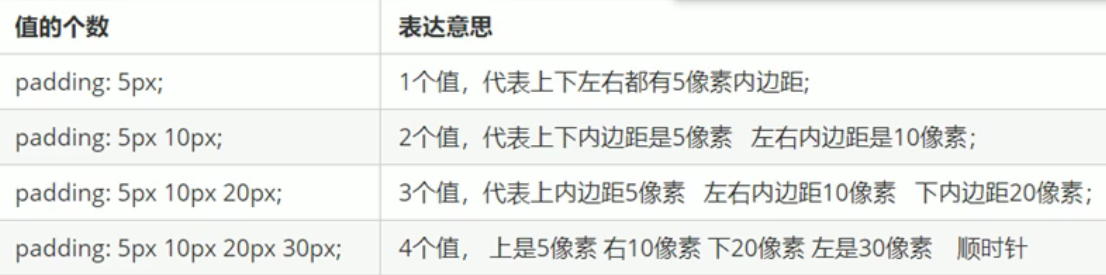 值的个数 表达意思
padding: 5px; 1个值，代表上下左右都有5像素内边距;
padding: 5px 10px; 2个值，代表上下内边距是5像素 左右内边距是10像素；
padding: 5px 10px 20px; 3个值，代表上内边距5像素 左右内边距10像素 下内边距20像素；
padding: 5px 10px 20px 30px; 4个值， 上是5像素 右10像素 下20像素 左是30像素 顺时针